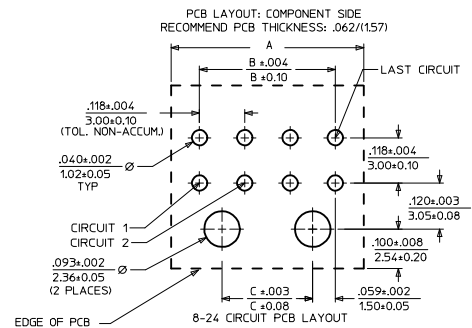 PCB LAYOUT: COMPONENT SIDE
RECOMMEND PCB THICKNESS: .062/(1.57)
A
B ±.004
B ±0.10
LAST CIRCUIT
.118±.004
3.00±0.10
(TOL. NON-ACCUM.)
.118±.004
3.00±0.10
.040±.002
1.02±0.05
TYP
Ø
.120±.003
3.05±0.08
CIRCUIT 1
CIRCUIT 2
.100±.008
2.54±0.20
.093±.002
2.36±0.05
(2 PLACES)
Ø
C ±.003
C ±0.08
.059±.002
1.50±0.05
EDGE OF PCB
8-24 CIRCUIT PCB LAYOUT